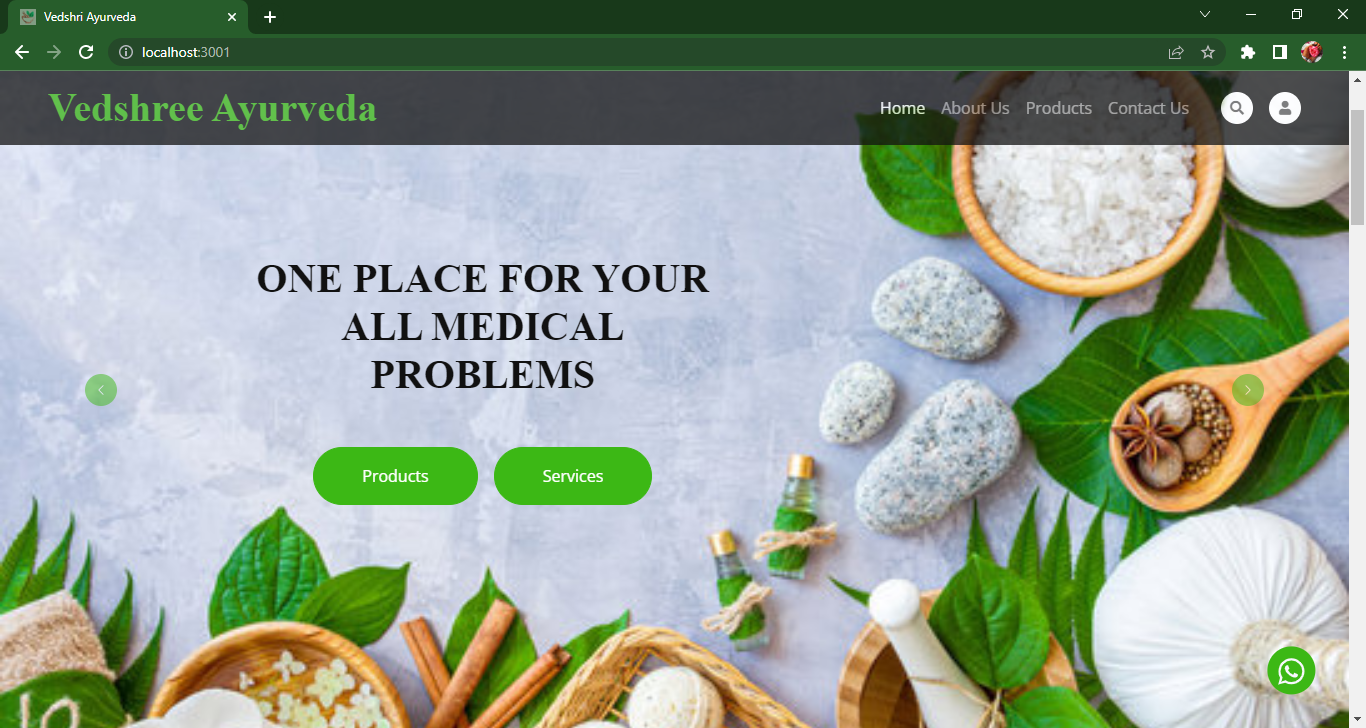 Vedshri Ayurveda
localhost:3001
Vedshree Ayurveda
Home About Us Products Contact Us
ONE PLACE FOR YOUR
ALL MEDICAL
PROBLEMS
Products Services